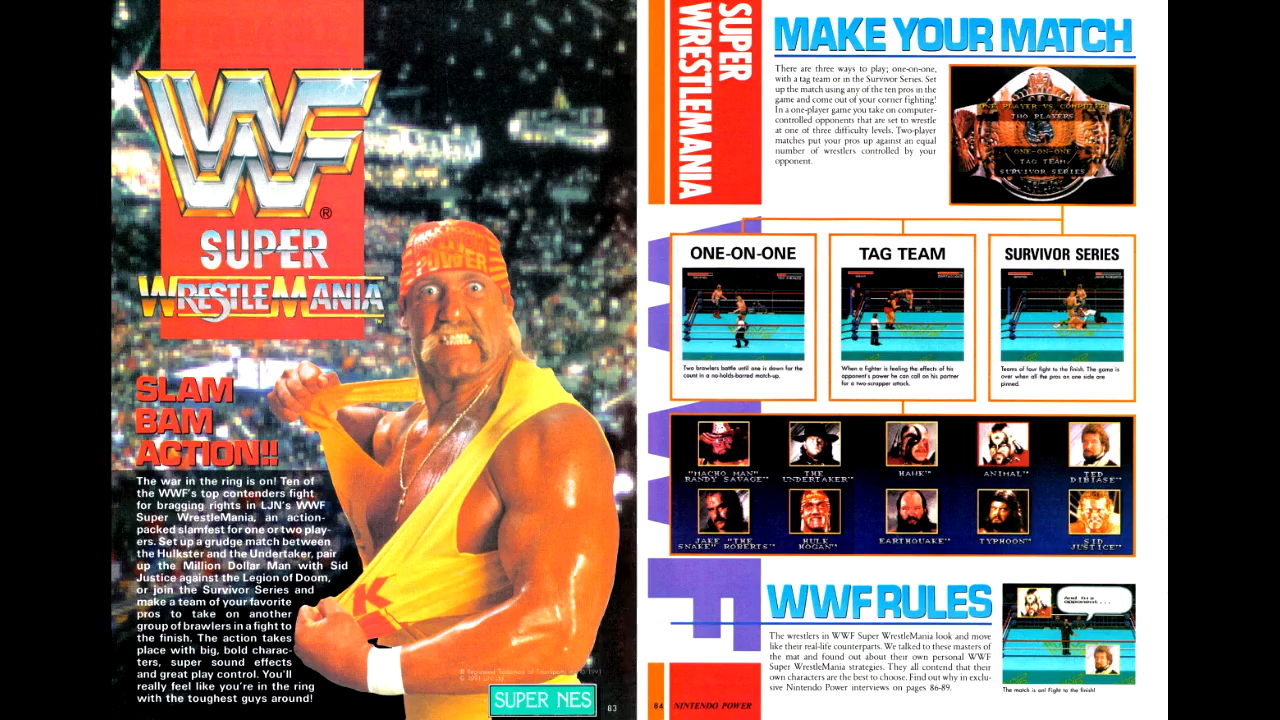 WF
®
SUPER
WRESTLEMANIA
™
POWER
SLAM
BAM
ACTION!!
The war in the ring is on! Ten of
the WWF's top contenders fight
for bragging rights in LJN's WWF
Super WrestleMania, an action-
packed slamfest for one or two play-
ers. Set up a grudge match between
the Hulkster and the Undertaker, pair
up the Million Dollar Man with Sid
Justice against the Legion of Doom,
or join the Survivor Series and
make a team of your favorite
pros to take on another
group of brawlers in a fight to
the finish. The action takes
place with big, bold charac-
ters, super sound effects
and great play control. You'll
really feel like you're in the ring
with the toughest guys around!
K
SUPER NES
83
SUPER
WRESTLEMANIA
MAKE YOUR MATCH
There are three ways to play; one-on-one,
with a tag team or in the Survivor Series. Set
up the match using any of the ten pros in the
game and come out of your corner fighting!
In a one-player game you take on computer-
controlled opponents that are set to wrestle
at one of three difficulty levels. Two-player
matches put your pros up against an equal
number of wrestlers controlled by your
opponent.
ONE PLAYER VS COMPUTER
TWO PLAYERS
ONE-ON-ONE
TAG TEAM
SURVIVOR SERIES
ONE-ON-ONE
Two brawlers battle until one is down for the
count in a no-holds-barred match-up.
TAG TEAM
When a fighter is feeling the effects of his
opponent's power he can call on his partner
for a two-scrapper attack.
SURVIVOR SERIES
Teams of four fight to the finish. The game is
over when all the pros on one side are
pinned.
"MACHO MAN"
RANDY SAVAGE™
THE
UNDERTAKER™
HAWK™
ANIMAL™
TED
DIBIASE™
JAKE "THE
SNAKE" ROBERTS™
HULK
HOGAN™
EARTHQUAKE™
TYPHOON™
SID
JUSTICE™
WWF
WWF RULES
The wrestlers in WWF Super WrestleMania look and move
like their real-life counterparts. We talked to these masters of
the mat and found out about their own personal WWF
Super WrestleMania strategies. They all contend that their
own characters are the best to choose. Find out why in exclu-
sive Nintendo Power interviews on pages 86-89.
And his
opponent...
The match is on! Fight to the finish!
84 NINTENDO POWER